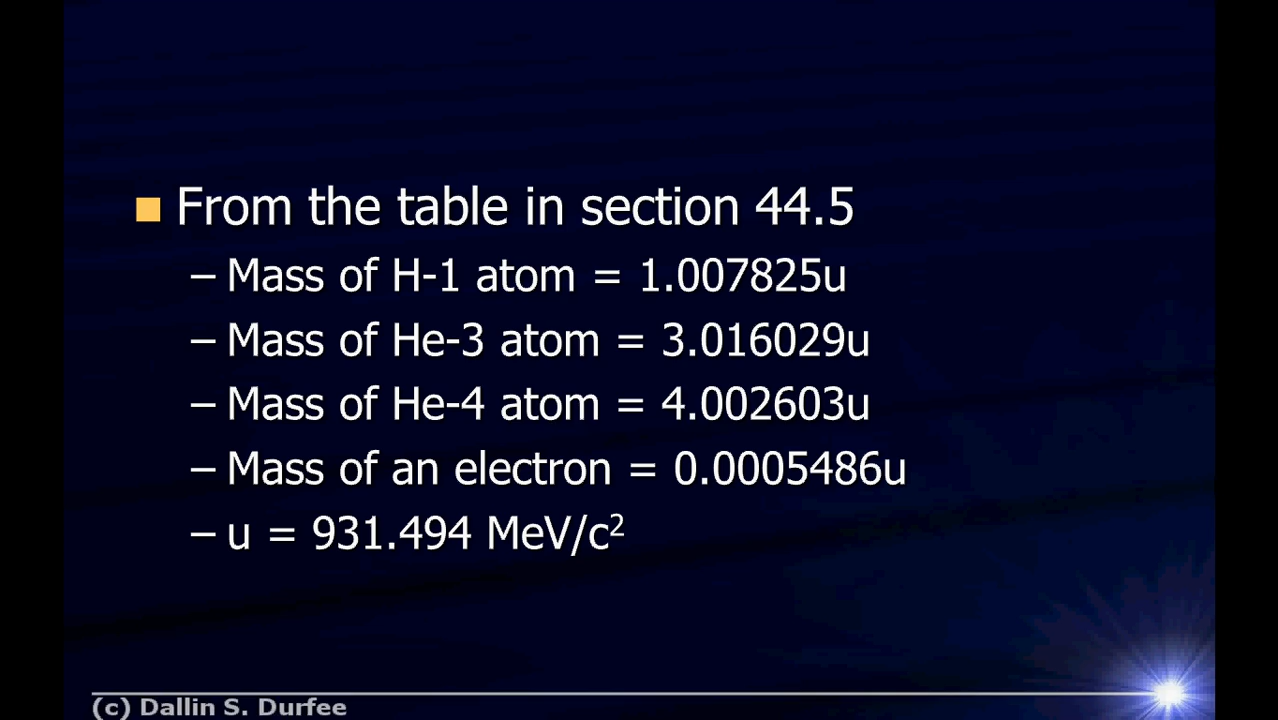 From the table in section 44.5
– Mass of H-1 atom = 1.007825u
– Mass of He-3 atom = 3.016029u
– Mass of He-4 atom = 4.002603u
– Mass of an electron = 0.0005486u
– u = 931.494 MeV/c²
(c) Dallin S. Durfee